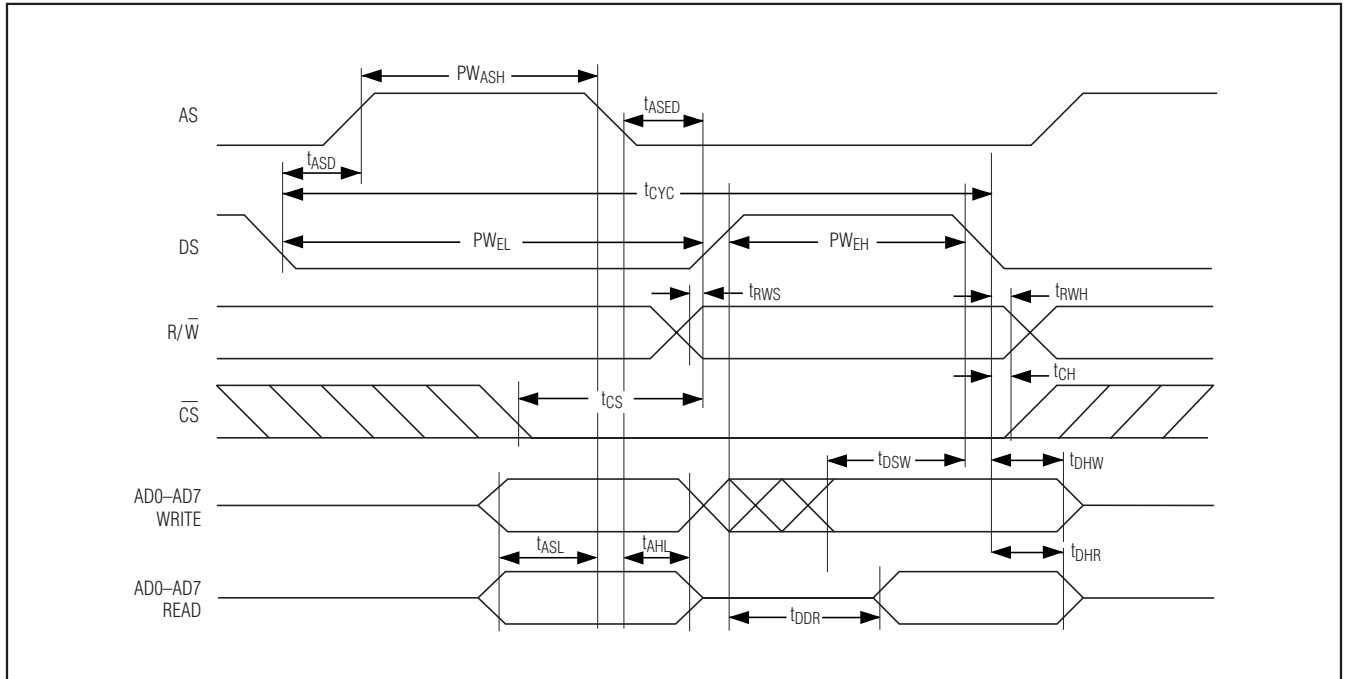 PWASH
AS
tASED
tASD
tCYC
DS
PWEL
PWEH
tRWS
tRWH
R/W̅
tCH
C̅S̅
tCS
tDSW
tDHW
AD0–AD7
WRITE
tASL
tAHL
tDHR
AD0–AD7
READ
tDDR